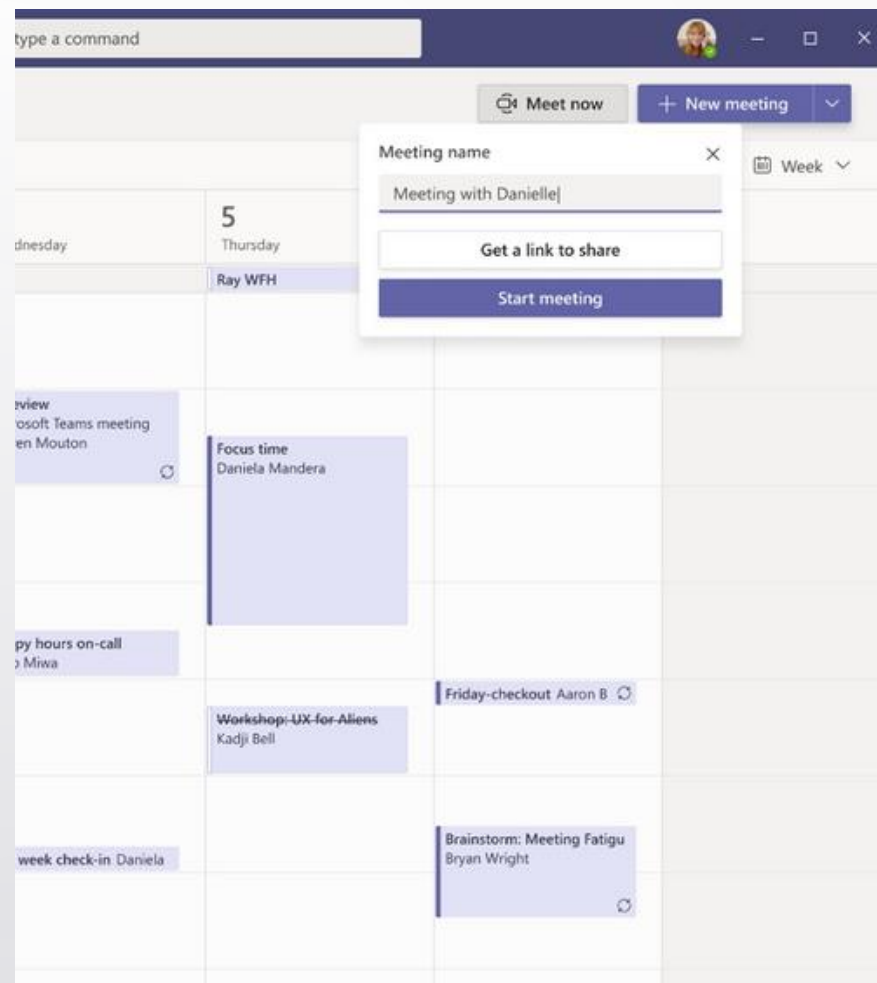 type a command
Meet now
New meeting
Meeting name
Week
Meeting with Danielle
Get a link to share
Start meeting
dnesday
5
Thursday
Ray WFH
eview
osoft Teams meeting
en Mouton
Focus time
Daniela Mandera
py hours on-call
o Miwa
Friday-checkout Aaron B
Workshop: UX for Aliens
Kadji Bell
week check-in Daniela
Brainstorm: Meeting Fatigu
Bryan Wright